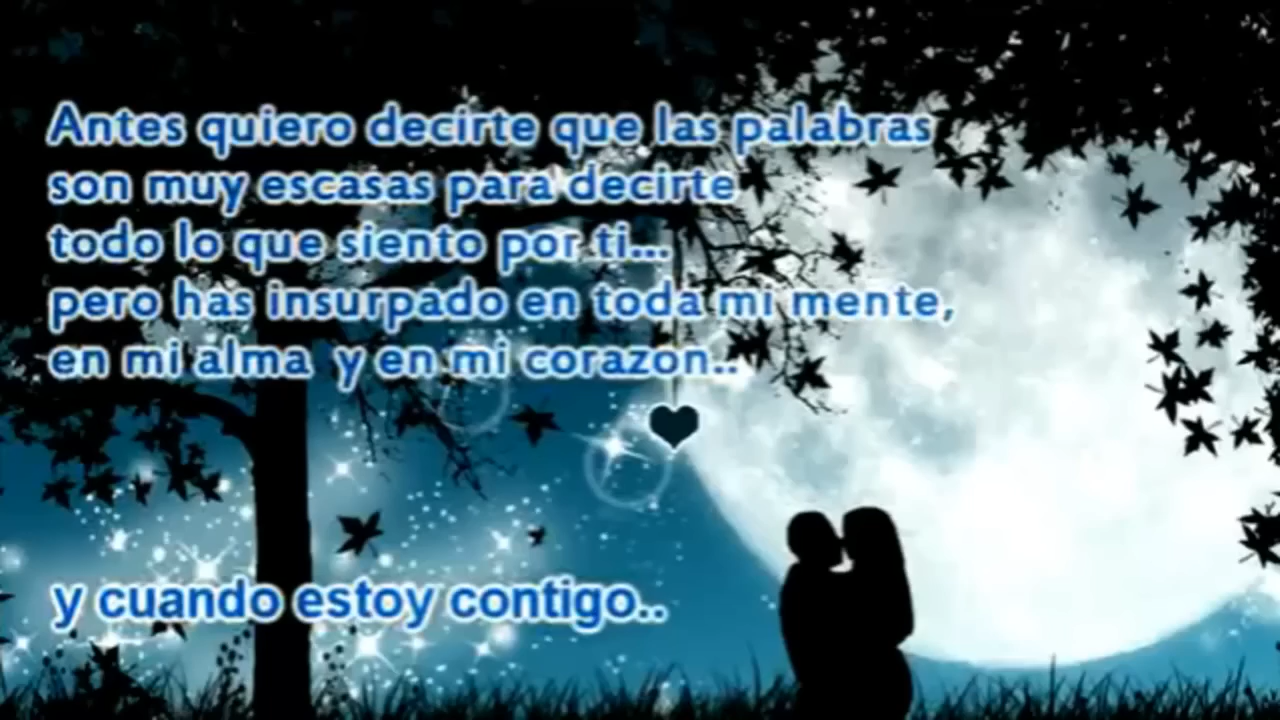 Antes quiero decirte que las palabras
son muy escasas para decirte
todo lo que siento por ti...
pero has insurpado en toda mi mente,
en mi alma y en mi corazon..
y cuando estoy contigo..